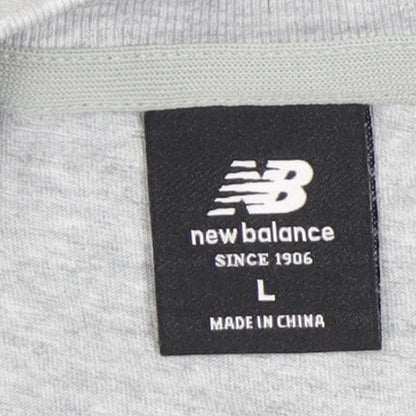 NB
new balance
SINCE 1906
L
MADE IN CHINA